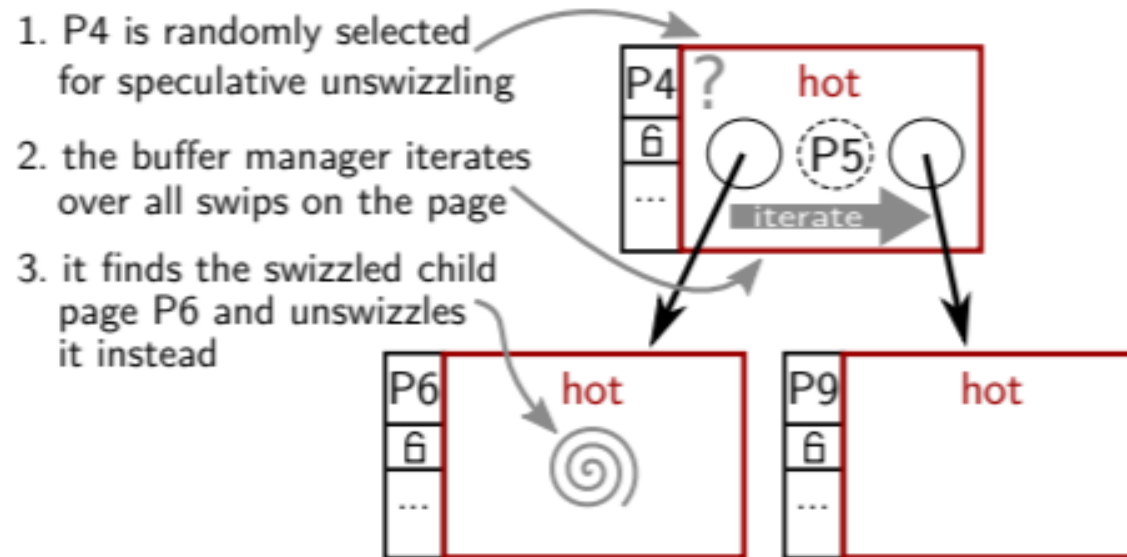 1. P4 is randomly selected
for speculative unswizzling
2. the buffer manager iterates
over all swips on the page
3. it finds the swizzled child
page P6 and unswizzles
it instead
P4
?
hot
P5
...
iterate
P6
hot
...
P9
hot
...